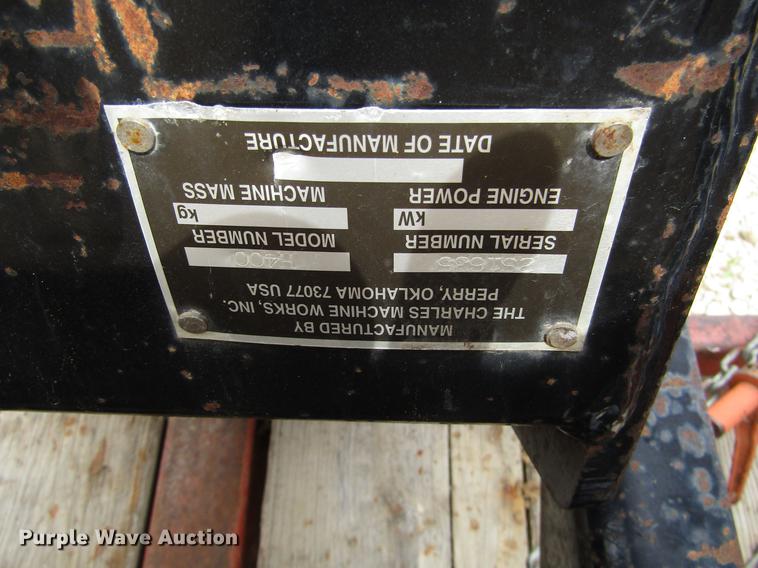 MANUFACTURED BY
THE CHARLES MACHINE WORKS, INC.
PERRY, OKLAHOMA 73077 USA
H400
SERIAL NUMBER MODEL NUMBER
kW kg
ENGINE POWER MACHINE MASS
DATE OF MANUFACTURE
Purple Wave Auction